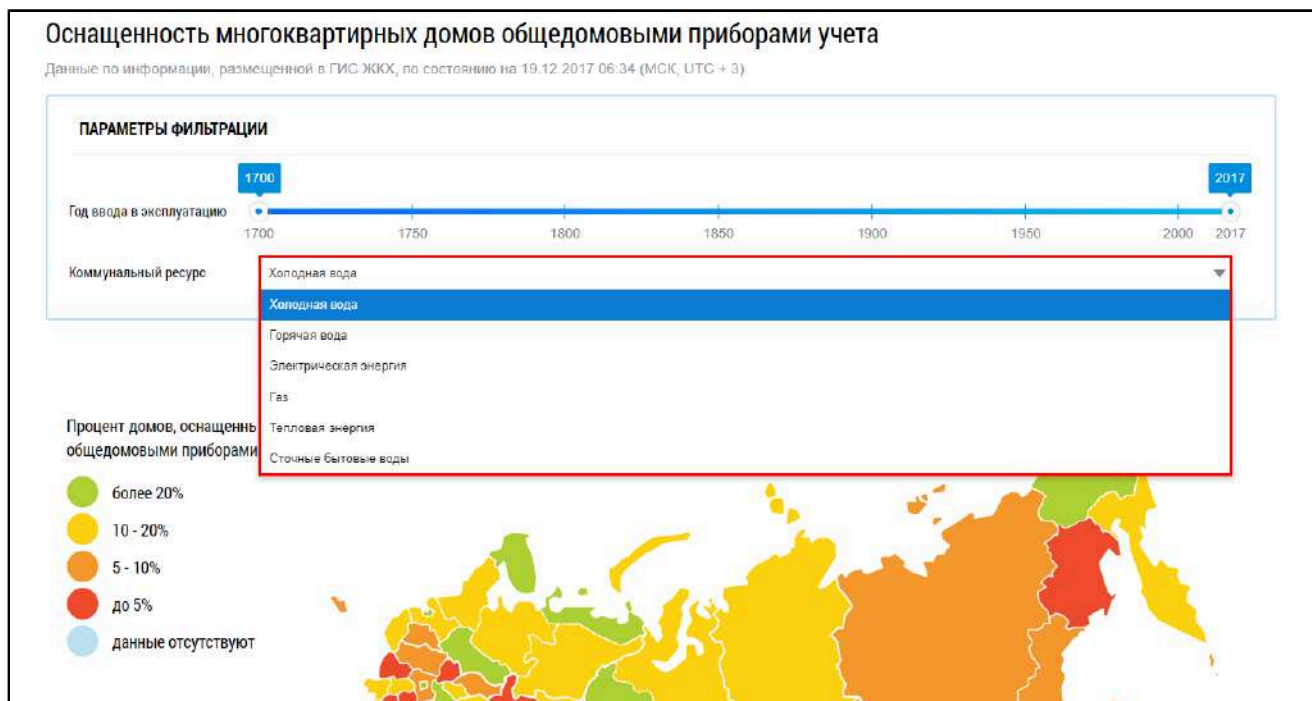 Оснащенность многоквартирных домов общедомовыми приборами учета
Данные по информации, размещенной в ГИС ЖКХ, по состоянию на 19.12.2017 06:34 (МСК, UTC + 3)
ПАРАМЕТРЫ ФИЛЬТРАЦИИ
1700 2017
Год ввода в эксплуатацию
1700 1750 1800 1850 1900 1950 2000 2017
Коммунальный ресурс Холодная вода
Холодная вода
Горячая вода
Электрическая энергия
Газ
Тепловая энергия
Сточные бытовые воды
Процент домов, оснащеннь
общедомовыми приборами
более 20%
10 - 20%
5 - 10%
до 5%
данные отсутствуют